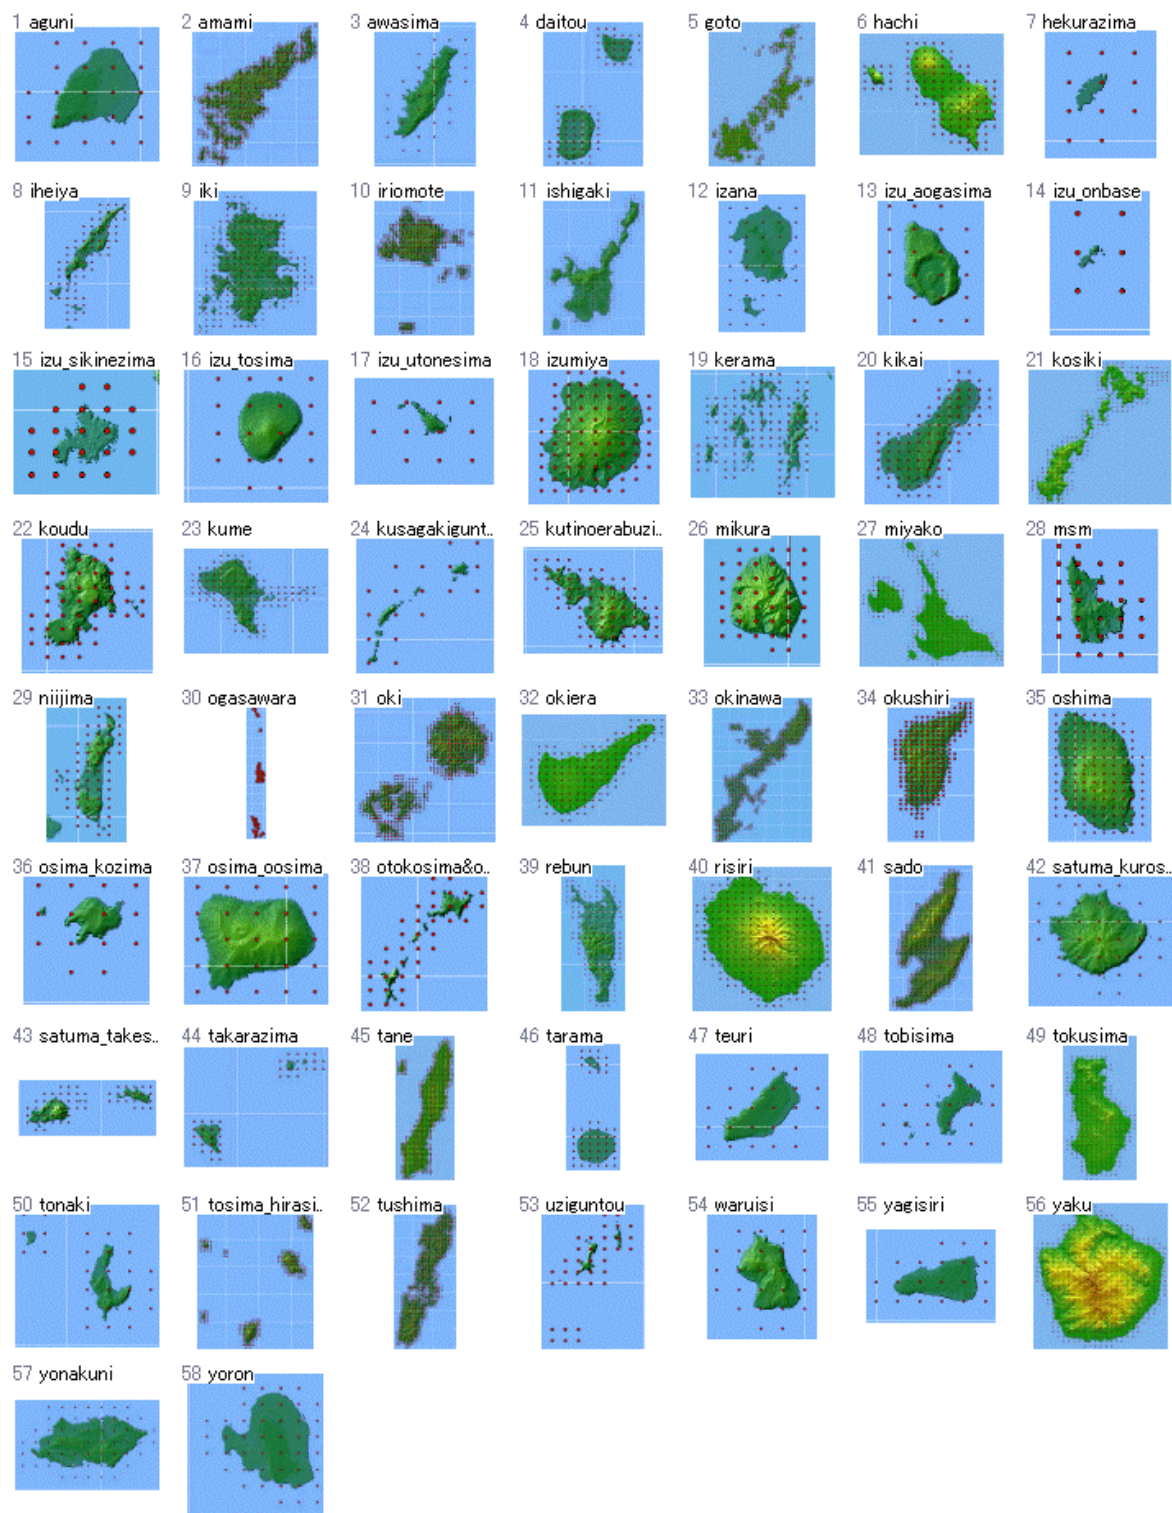 1 aguni 2 amami 3 awasima 4 daitou 5 goto 6 hachi 7 hekurazima
8 iheiya 9 iki 10 iriomote 11 ishigaki 12 izana 13 izu_aogasima 14 izu_onbase
15 izu_sikinezima 16 izu_tosima 17 izu_utonesima 18 izumiya 19 kerama 20 kikai 21 kosiki
22 koudu 23 kume 24 kusagakigunt.. 25 kutinoerabuzi.. 26 mikura 27 miyako 28 msm
29 niijima 30 ogasawara 31 oki 32 okiera 33 okinawa 34 okushiri 35 oshima
36 osima_kozima 37 osima_oosima 38 otokosima&o.. 39 rebun 40 risiri 41 sado 42 satuma_kuros..
43 satuma_takes.. 44 takarazima 45 tane 46 tarama 47 teuri 48 tobisima 49 tokusima
50 tonaki 51 tosima_hirasi.. 52 tushima 53 uziguntou 54 waruisi 55 yagisiri 56 yaku
57 yonakuni 58 yoron